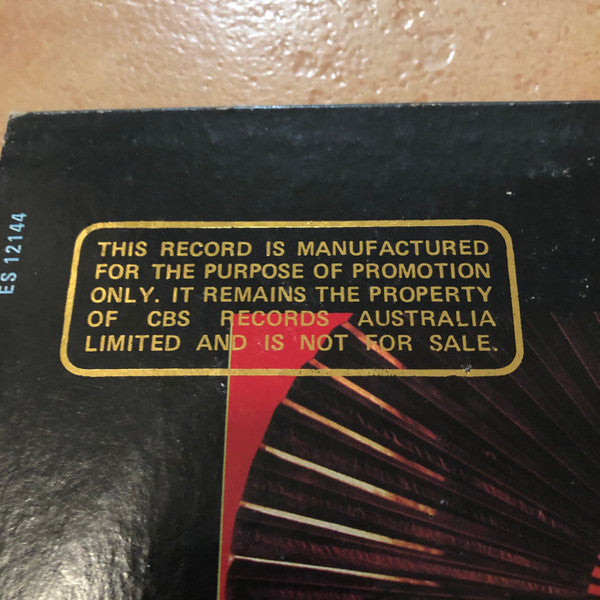 ES 12144
THIS RECORD IS MANUFACTURED
FOR THE PURPOSE OF PROMOTION
ONLY. IT REMAINS THE PROPERTY
OF CBS RECORDS AUSTRALIA
LIMITED AND IS NOT FOR SALE.